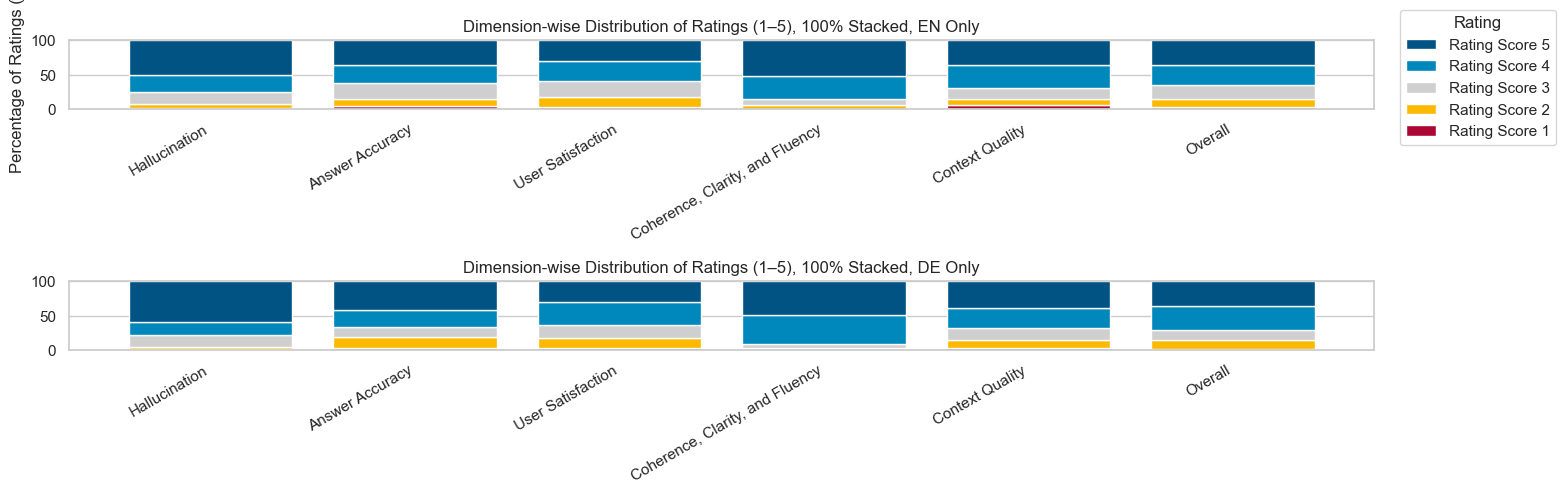 Dimension-wise Distribution of Ratings (1–5), 100% Stacked, EN Only
Percentage of Ratings (
100
50
0
Hallucination
Answer Accuracy
User Satisfaction
Coherence, Clarity, and Fluency
Context Quality
Overall
Rating
Rating Score 5
Rating Score 4
Rating Score 3
Rating Score 2
Rating Score 1
Dimension-wise Distribution of Ratings (1–5), 100% Stacked, DE Only
100
50
0
Hallucination
Answer Accuracy
User Satisfaction
Coherence, Clarity, and Fluency
Context Quality
Overall